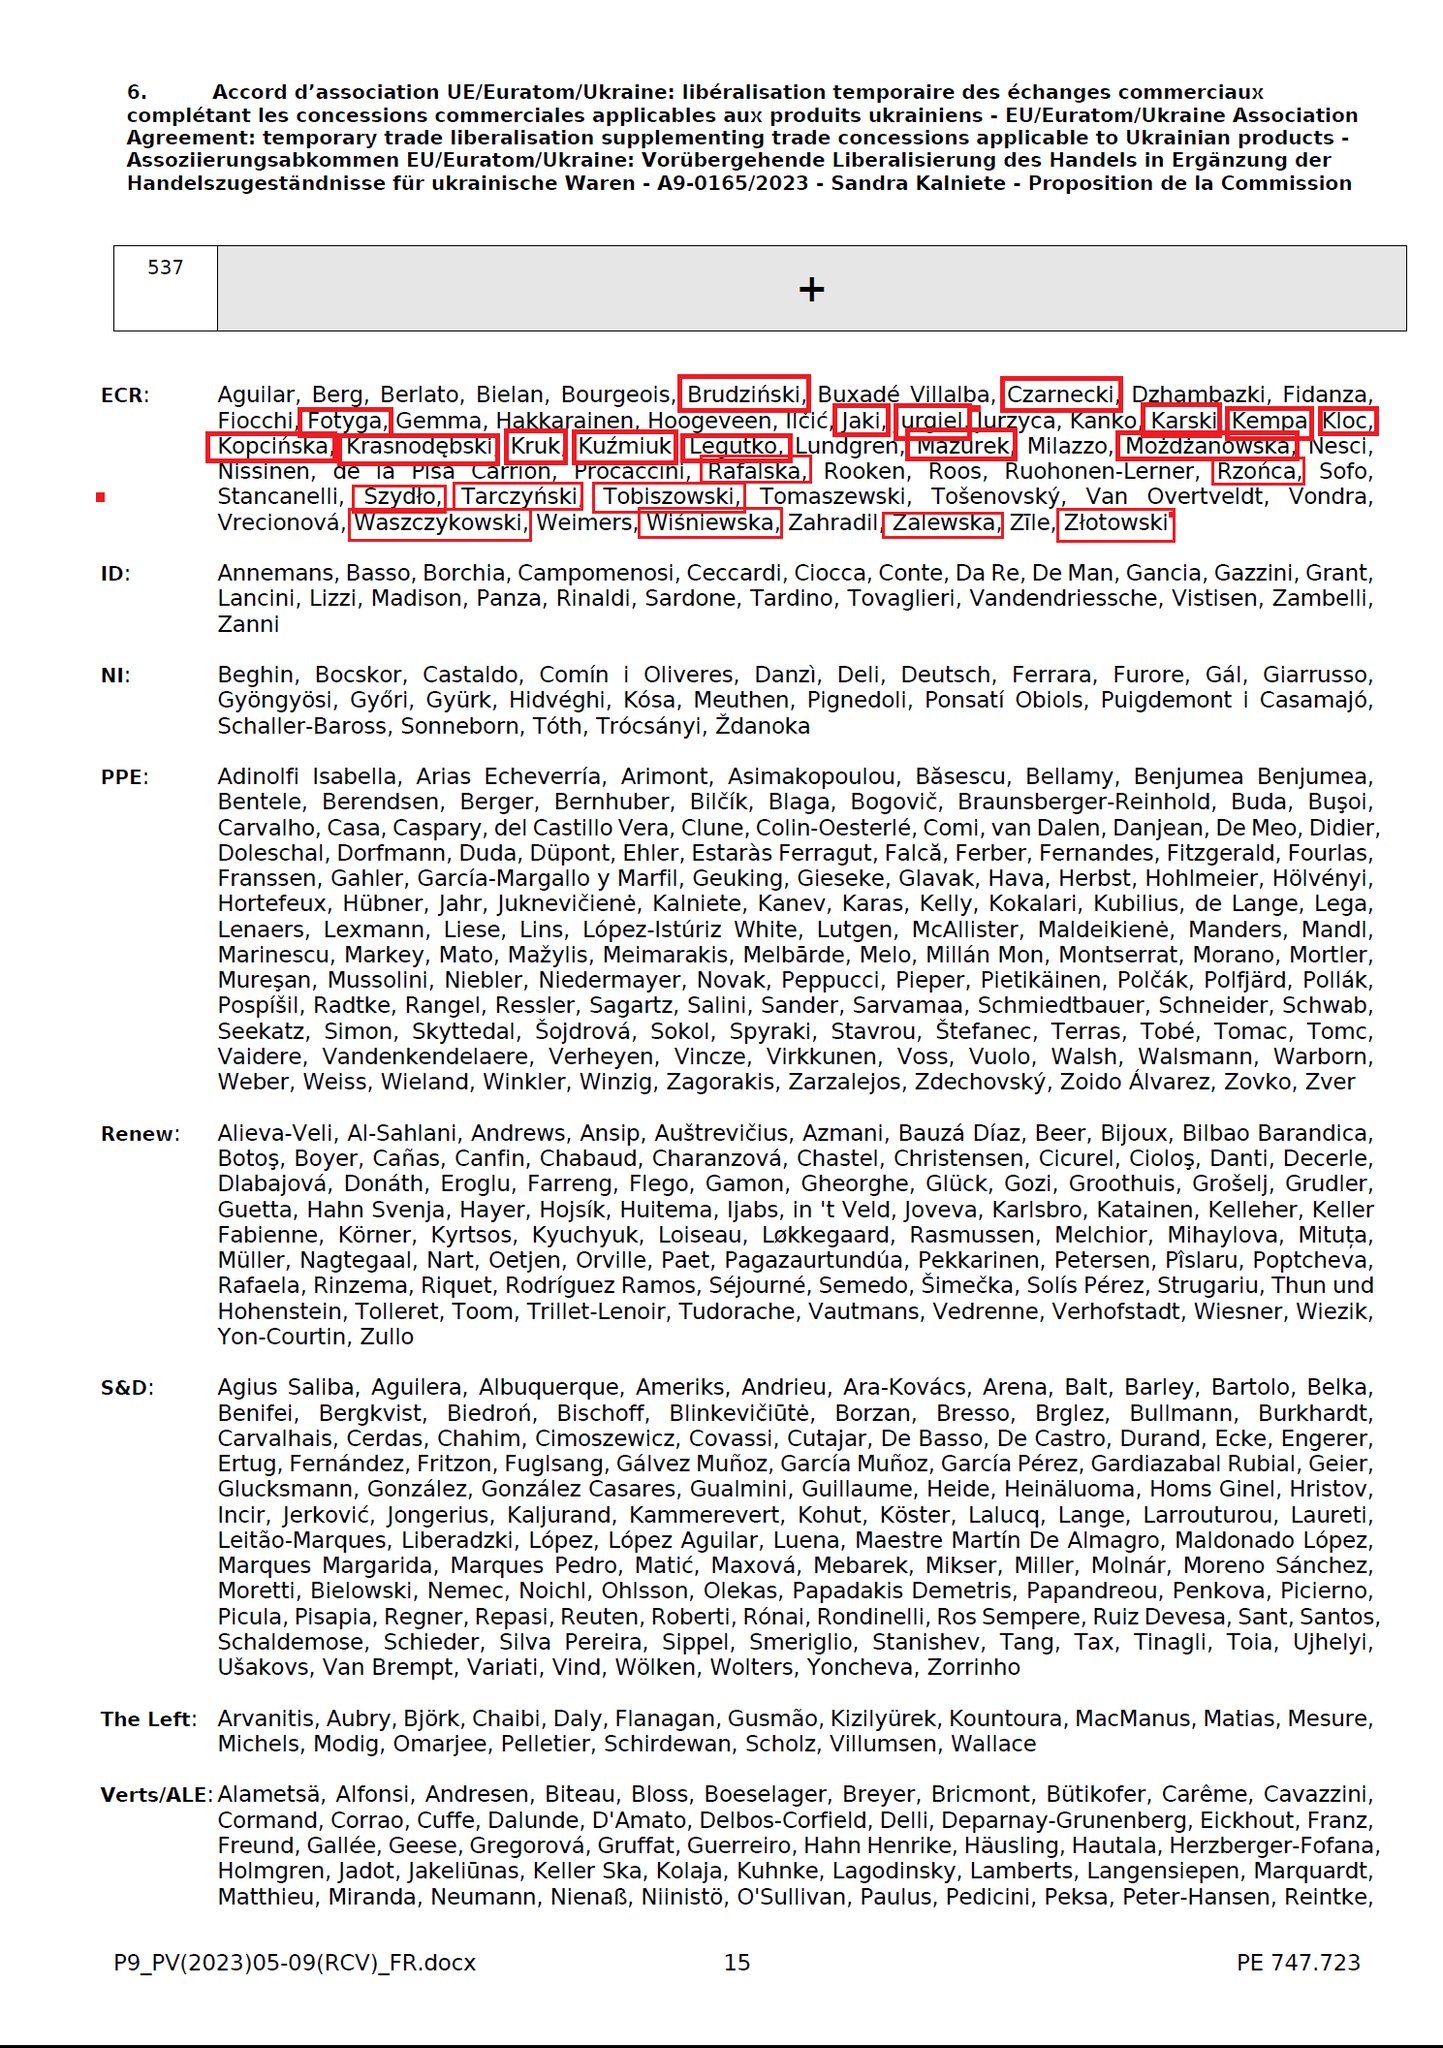 6. Accord d’association UE/Euratom/Ukraine: libéralisation temporaire des échanges commerciaux
complétant les concessions commerciales applicables aux produits ukrainiens - EU/Euratom/Ukraine Association
Agreement: temporary trade liberalisation supplementing trade concessions applicable to Ukrainian products -
Assoziierungsabkommen EU/Euratom/Ukraine: Vorübergehende Liberalisierung des Handels in Ergänzung der
Handelszugeständnisse für ukrainische Waren - A9-0165/2023 - Sandra Kalniete - Proposition de la Commission
537 +
ECR: Aguilar, Berg, Berlato, Bielan, Bourgeois, Brudziński, Buxadé Villalba, Czarnecki, Dzhambazki, Fidanza,
Fiocchi, Fotyga, Gemma, Hakkarainen, Hoogeveen, Ilčić, Jaki, urgiel, Jurzyca, Kanko, Karski, Kempa, Kloc,
Kopcińska, Krasnodębski, Kruk, Kuźmiuk, Legutko, Lundgren, Mazurek, Milazzo, Możdżanowska, Nesci,
Nissinen, de la Pisa Carrión, Procaccini, Rafalska, Rooken, Roos, Ruohonen-Lerner, Rzońca, Sofo,
Stancanelli, Szydło, Tarczyński, Tobiszowski, Tomaszewski, Tošenovský, Van Overtveldt, Vondra,
Vrecionová, Waszczykowski, Weimers, Wiśniewska, Zahradil, Zalewska, Zīle, Złotowski
ID: Annemans, Basso, Borchia, Campomenosi, Ceccardi, Ciocca, Conte, Da Re, De Man, Gancia, Gazzini, Grant,
Lancini, Lizzi, Madison, Panza, Rinaldi, Sardone, Tardino, Tovaglieri, Vandendriessche, Vistisen, Zambelli,
Zanni
NI: Beghin, Bocskor, Castaldo, Comín i Oliveres, Danzì, Deli, Deutsch, Ferrara, Furore, Gál, Giarrusso,
Gyöngyösi, Győri, Gyürk, Hidvéghi, Kósa, Meuthen, Pignedoli, Ponsatí Obiols, Puigdemont i Casamajó,
Schaller-Baross, Sonneborn, Tóth, Trócsányi, Ždanoka
PPE: Adinolfi Isabella, Arias Echeverría, Arimont, Asimakopoulou, Băsescu, Bellamy, Benjumea Benjumea,
Bentele, Berendsen, Berger, Bernhuber, Bilčík, Blaga, Bogovič, Braunsberger-Reinhold, Buda, Buşoi,
Carvalho, Casa, Caspary, del Castillo Vera, Clune, Colin-Oesterlé, Comi, van Dalen, Danjean, De Meo, Didier,
Doleschal, Dorfmann, Duda, Düpont, Ehler, Estaràs Ferragut, Falcă, Ferber, Fernandes, Fitzgerald, Fourlas,
Franssen, Gahler, García-Margallo y Marfil, Geuking, Gieseke, Glavak, Hava, Herbst, Hohlmeier, Hölvényi,
Hortefeux, Hübner, Jahr, Juknevičienė, Kalniete, Kanev, Karas, Kelly, Kokalari, Kubilius, de Lange, Lega,
Lenaers, Lexmann, Liese, Lins, López-Istúriz White, Lutgen, McAllister, Maldeikienė, Manders, Mandl,
Marinescu, Markey, Mato, Mažylis, Meimarakis, Melbārde, Melo, Millán Mon, Montserrat, Morano, Mortler,
Mureşan, Mussolini, Niebler, Niedermayer, Novak, Peppucci, Pieper, Pietikäinen, Polčák, Polfjärd, Pollák,
Pospíšil, Radtke, Rangel, Ressler, Sagartz, Salini, Sander, Sarvamaa, Schmiedtbauer, Schneider, Schwab,
Seekatz, Simon, Skyttedal, Šojdrová, Sokol, Spyraki, Stavrou, Štefanec, Terras, Tobé, Tomac, Tomc,
Vaidere, Vandenkendelaere, Verheyen, Vincze, Virkkunen, Voss, Vuolo, Walsh, Walsmann, Warborn,
Weber, Weiss, Wieland, Winkler, Winzig, Zagorakis, Zarzalejos, Zdechovský, Zoido Álvarez, Zovko, Zver
Renew: Alieva-Veli, Al-Sahlani, Andrews, Ansip, Auštrevičius, Azmani, Bauzá Díaz, Beer, Bijoux, Bilbao Barandica,
Botoş, Boyer, Cañas, Canfin, Chabaud, Charanzová, Chastel, Christensen, Cicurel, Cioloş, Danti, Decerle,
Dlabajová, Donáth, Eroglu, Farreng, Flego, Gamon, Gheorghe, Glück, Gozi, Groothuis, Grošelj, Grudler,
Guetta, Hahn Svenja, Hayer, Hojsík, Huitema, Ijabs, in 't Veld, Joveva, Karlsbro, Katainen, Kelleher, Keller
Fabienne, Körner, Kyrtsos, Kyuchyuk, Loiseau, Løkkegaard, Rasmussen, Melchior, Mihaylova, Mituța,
Müller, Nagtegaal, Nart, Oetjen, Orville, Paet, Pagazaurtundúa, Pekkarinen, Petersen, Pîslaru, Poptcheva,
Rafaela, Rinzema, Riquet, Rodríguez Ramos, Séjourné, Semedo, Šimečka, Solís Pérez, Strugariu, Thun und
Hohenstein, Tolleret, Toom, Trillet-Lenoir, Tudorache, Vautmans, Vedrenne, Verhofstadt, Wiesner, Wiezik,
Yon-Courtin, Zullo
S&D: Agius Saliba, Aguilera, Albuquerque, Ameriks, Andrieu, Ara-Kovács, Arena, Balt, Barley, Bartolo, Belka,
Benifei, Bergkvist, Biedroń, Bischoff, Blinkevičiūtė, Borzan, Bresso, Brglez, Bullmann, Burkhardt,
Carvalhais, Cerdas, Chahim, Cimoszewicz, Covassi, Cutajar, De Basso, De Castro, Durand, Ecke, Engerer,
Ertug, Fernández, Fritzon, Fuglsang, Gálvez Muñoz, García Muñoz, García Pérez, Gardiazabal Rubial, Geier,
Glucksmann, González, González Casares, Gualmini, Guillaume, Heide, Heinäluoma, Homs Ginel, Hristov,
Incir, Jerković, Jongerius, Kaljurand, Kammerevert, Kohut, Köster, Lalucq, Lange, Larrouturou, Laureti,
Leitão-Marques, Liberadzki, López, López Aguilar, Luena, Maestre Martín De Almagro, Maldonado López,
Marques Margarida, Marques Pedro, Matić, Maxová, Mebarek, Mikser, Miller, Molnár, Moreno Sánchez,
Moretti, Bielowski, Nemec, Noichl, Ohlsson, Olekas, Papadakis Demetris, Papandreou, Penkova, Picierno,
Picula, Pisapia, Regner, Repasi, Reuten, Roberti, Rónai, Rondinelli, Ros Sempere, Ruiz Devesa, Sant, Santos,
Schaldemose, Schieder, Silva Pereira, Sippel, Smeriglio, Stanishev, Tang, Tax, Tinagli, Toia, Ujhelyi,
Ušakovs, Van Brempt, Variati, Vind, Wölken, Wolters, Yoncheva, Zorrinho
The Left: Arvanitis, Aubry, Björk, Chaibi, Daly, Flanagan, Gusmão, Kizilyürek, Kountoura, MacManus, Matias, Mesure,
Michels, Modig, Omarjee, Pelletier, Schirdewan, Scholz, Villumsen, Wallace
Verts/ALE: Alametsä, Alfonsi, Andresen, Biteau, Bloss, Boeselager, Breyer, Bricmont, Bütikofer, Carême, Cavazzini,
Cormand, Corrao, Cuffe, Dalunde, D'Amato, Delbos-Corfield, Delli, Deparnay-Grunenberg, Eickhout, Franz,
Freund, Gallée, Geese, Gregorová, Gruffat, Guerreiro, Hahn Henrike, Häusling, Hautala, Herzberger-Fofana,
Holmgren, Jadot, Jakeliūnas, Keller Ska, Kolaja, Kuhnke, Lagodinsky, Lamberts, Langensiepen, Marquardt,
Matthieu, Miranda, Neumann, Nienaß, Niinistö, O'Sullivan, Paulus, Pedicini, Peksa, Peter-Hansen, Reintke,
P9_PV(2023)05-09(RCV)_FR.docx 15 PE 747.723